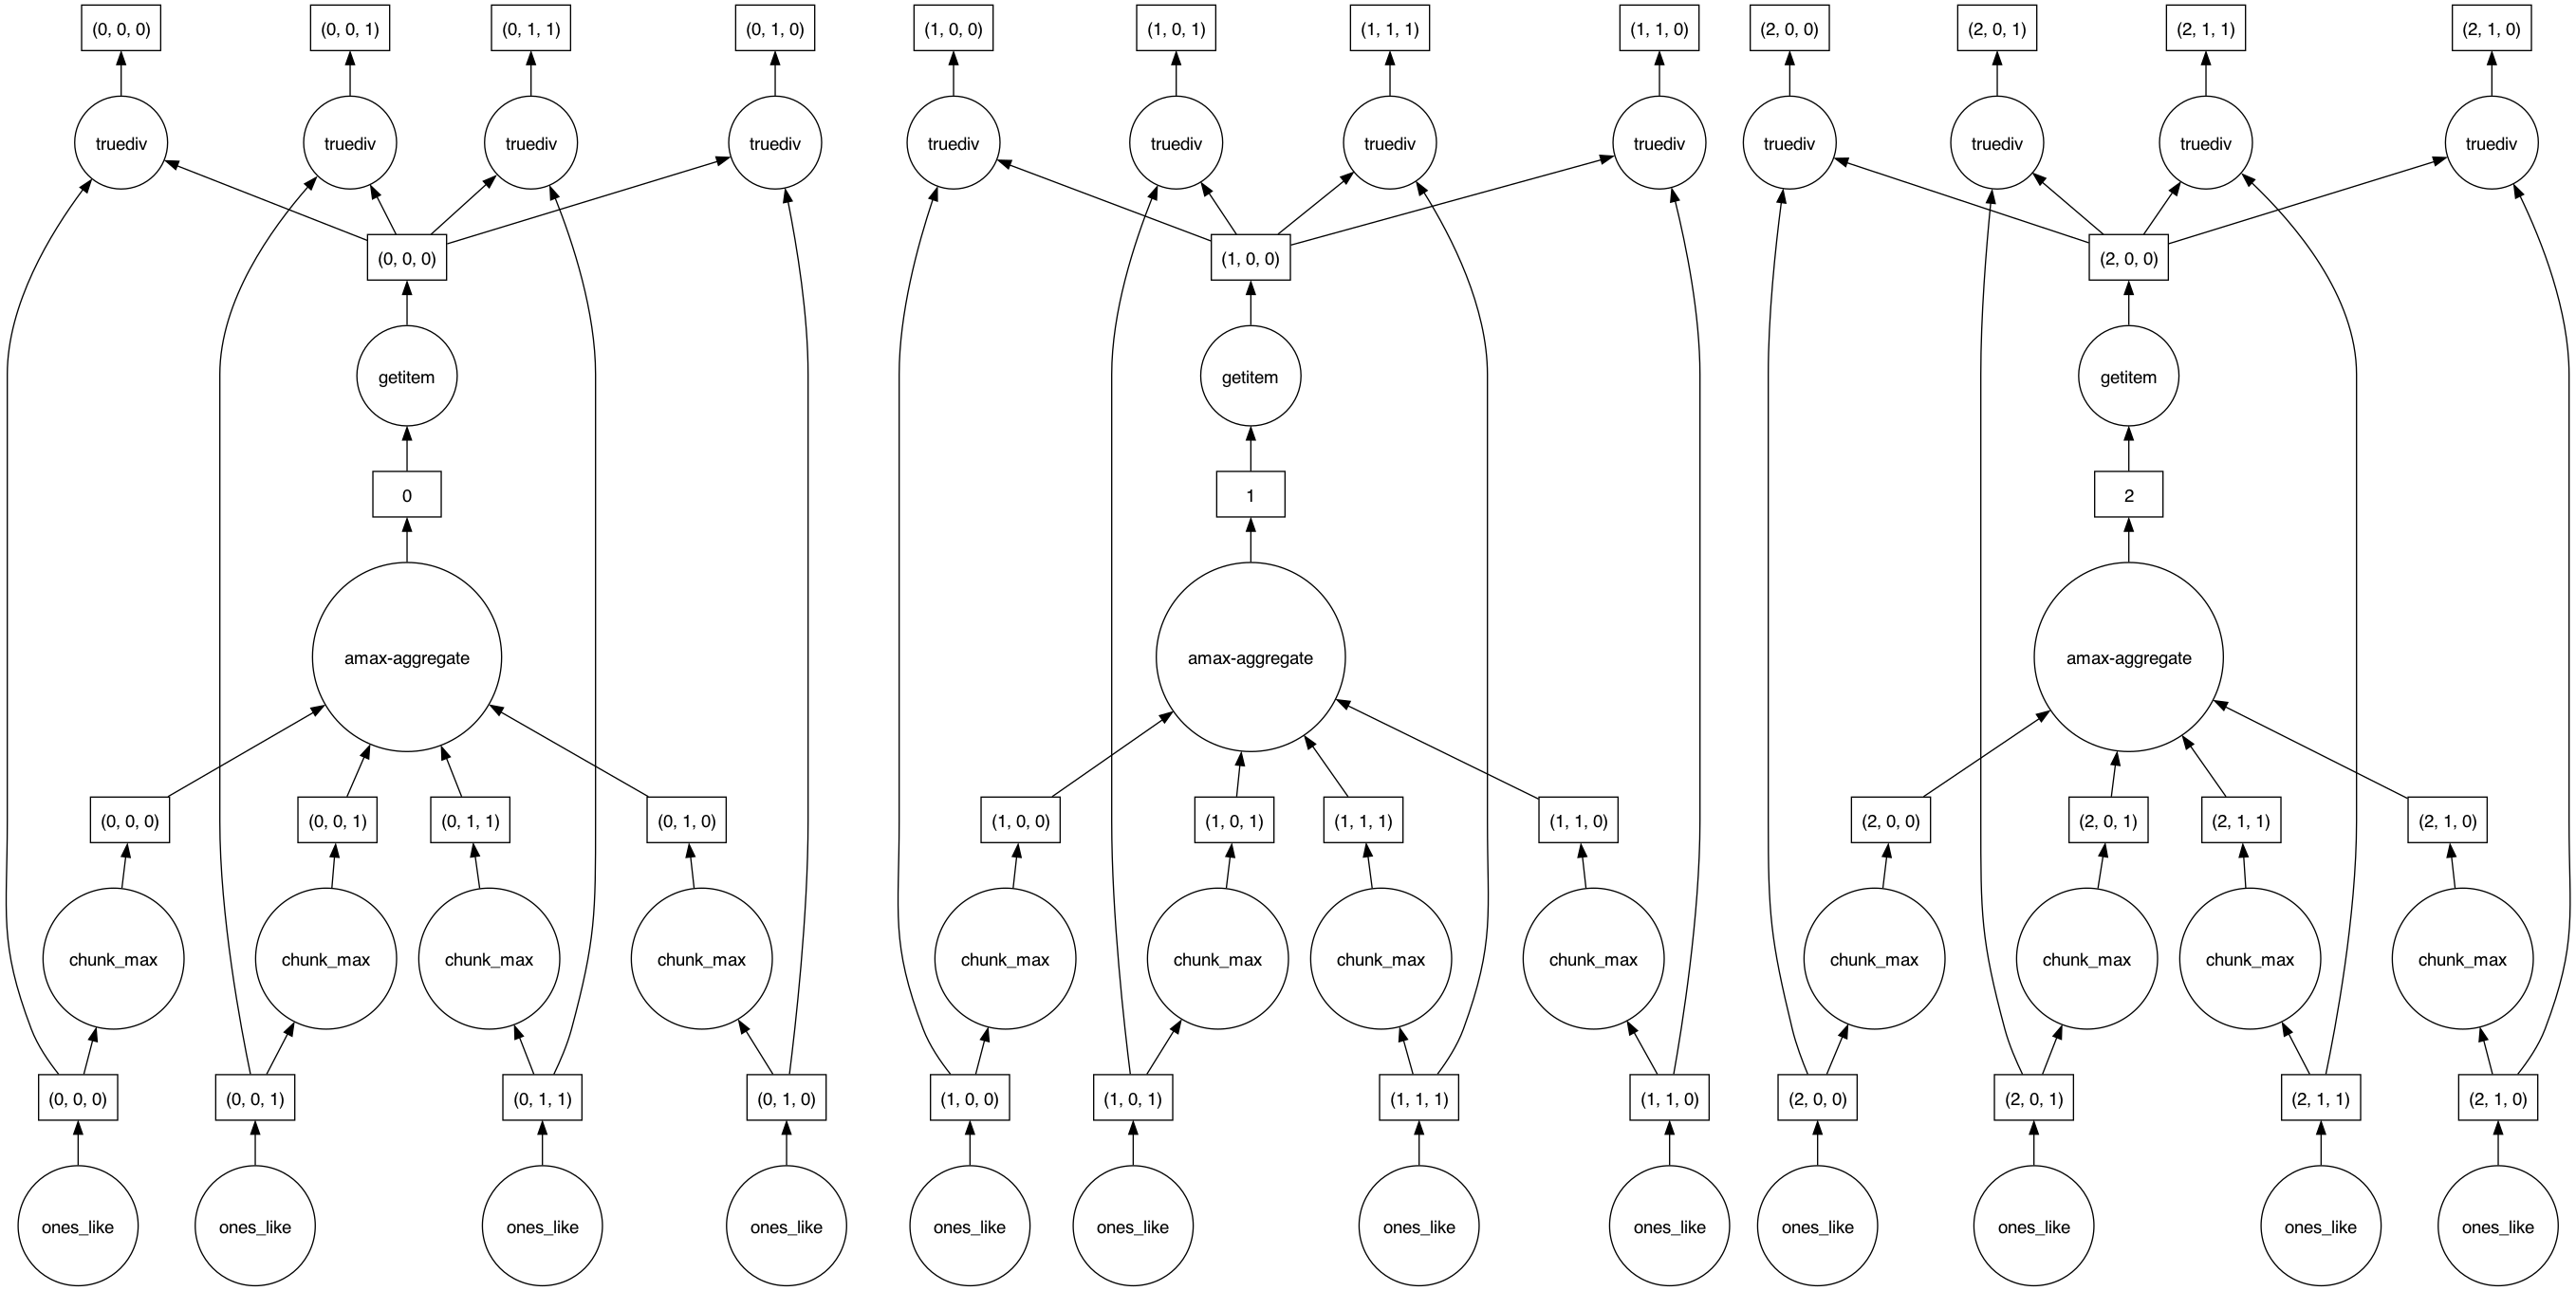 (0, 0, 0) (0, 0, 1) (0, 1, 1) (0, 1, 0) (1, 0, 0) (1, 0, 1) (1, 1, 1) (1, 1, 0) (2, 0, 0) (2, 0, 1) (2, 1, 1) (2, 1, 0)
truediv truediv truediv truediv truediv truediv truediv truediv truediv truediv truediv truediv
(0, 0, 0) (1, 0, 0) (2, 0, 0)
getitem getitem getitem
0 1 2
amax-aggregate amax-aggregate amax-aggregate
(0, 0, 0) (0, 0, 1) (0, 1, 1) (0, 1, 0) (1, 0, 0) (1, 0, 1) (1, 1, 1) (1, 1, 0) (2, 0, 0) (2, 0, 1) (2, 1, 1) (2, 1, 0)
chunk_max chunk_max chunk_max chunk_max chunk_max chunk_max chunk_max chunk_max chunk_max chunk_max chunk_max chunk_max
(0, 0, 0) (0, 0, 1) (0, 1, 1) (0, 1, 0) (1, 0, 0) (1, 0, 1) (1, 1, 1) (1, 1, 0) (2, 0, 0) (2, 0, 1) (2, 1, 1) (2, 1, 0)
ones_like ones_like ones_like ones_like ones_like ones_like ones_like ones_like ones_like ones_like ones_like ones_like